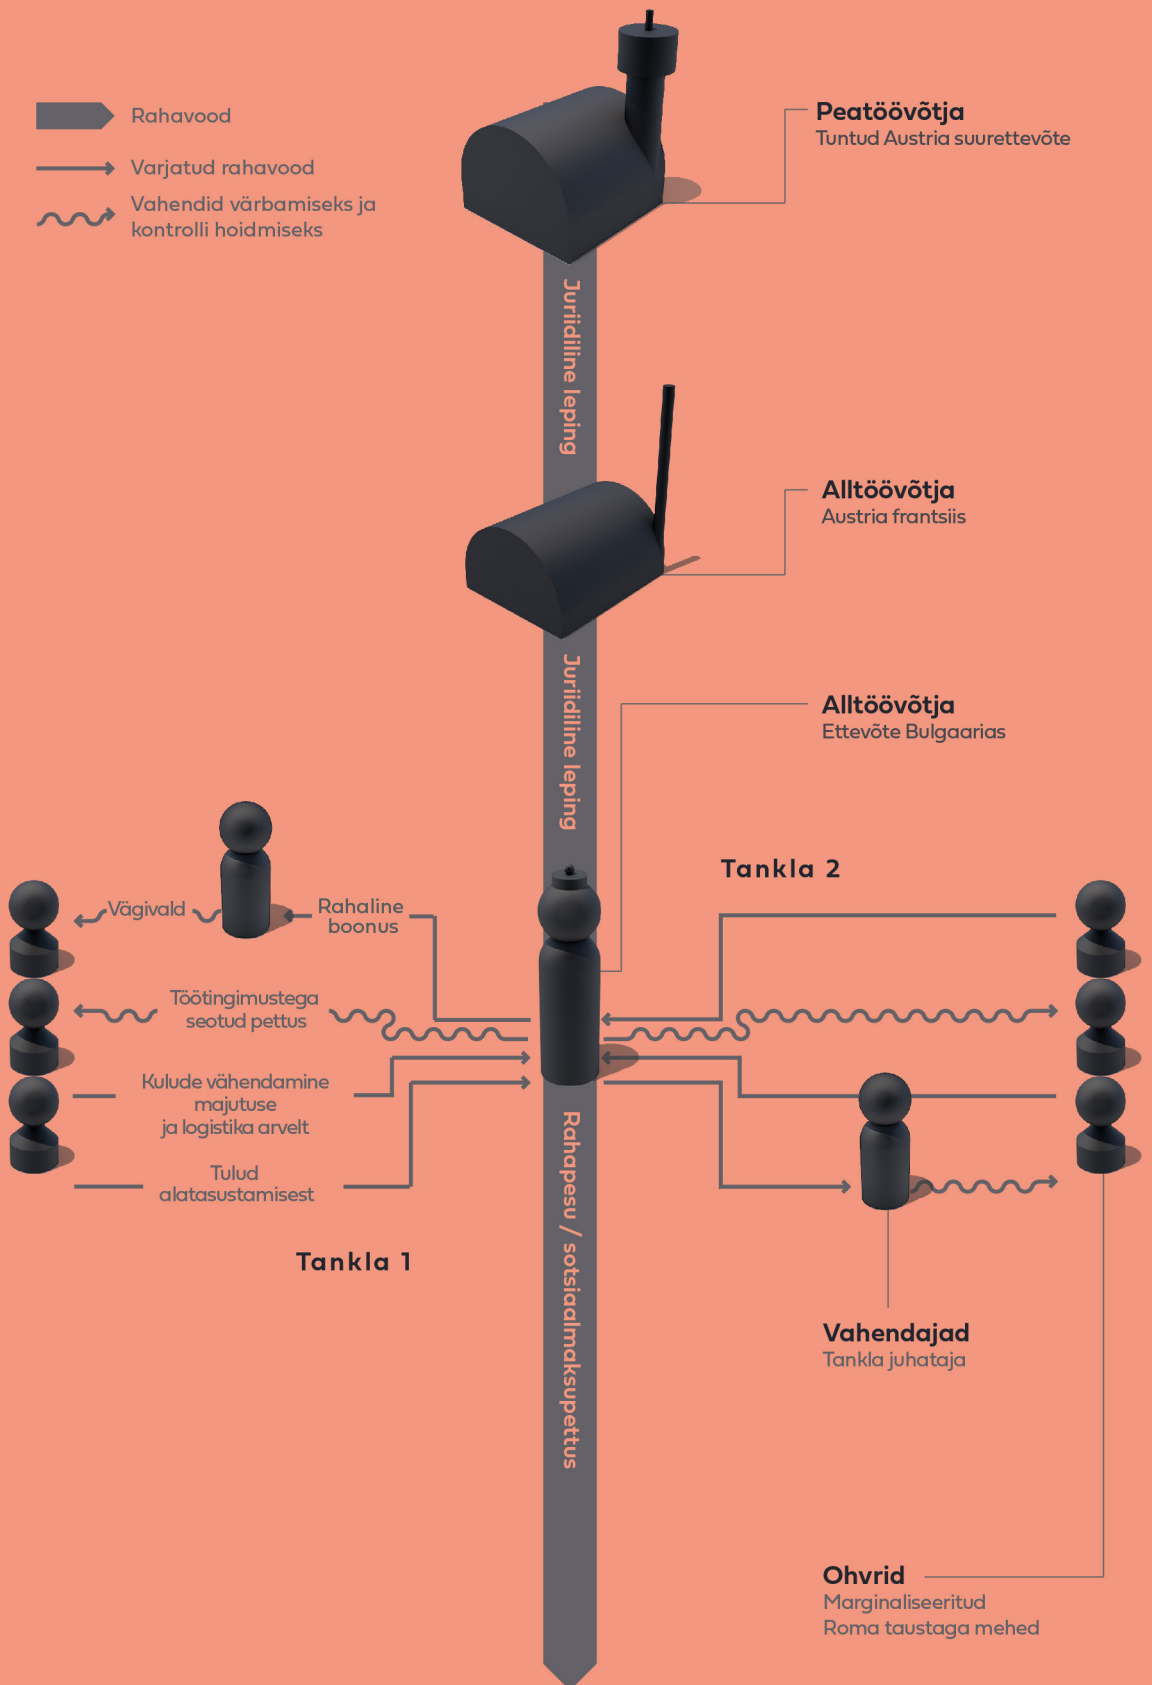 Rahavood
Varjatud rahavood
Vahendid värbamiseks ja
kontrolli hoidmiseks
Peatöövõtja
Tuntud Austria suurettevõte
Juriidiline leping
Alltöövõtja
Austria frantsiis
Juriidiline leping
Alltöövõtja
Ettevõte Bulgaarias
Tankla 2
Vägivald
Rahaline
boonus
Töötingimustega
seotud pettus
Kulude vähendamine
majutuse
ja logistika arvelt
Tulud
alatasustamisest
Tankla 1
Rahapesu / sotsiaalmaksupettus
Vahendajad
Tankla juhataja
Ohvrid
Marginaliseeritud
Roma taustaga mehed